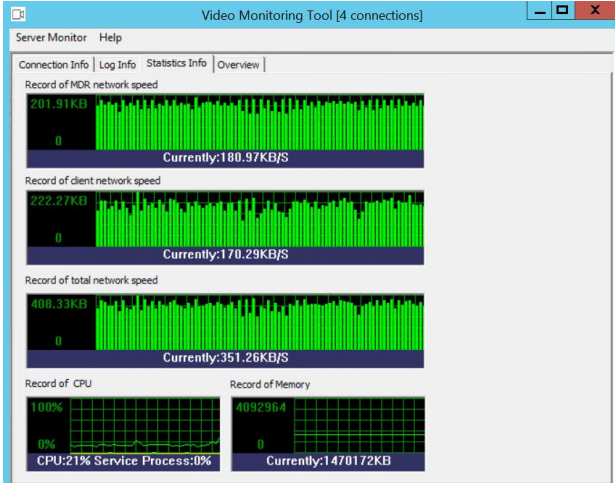 Video Monitoring Tool [4 connections]
Server Monitor Help
Connection Info Log Info Statistics Info Overview
Record of MDR network speed
201.91KB
0
Currently:180.97KB/S
Record of client network speed
222.27KB
0
Currently:170.29KB/S
Record of total network speed
408.33KB
0
Currently:351.26KB/S
Record of CPU
100%
0%
CPU:21% Service Process:0%
Record of Memory
4092964
0
Currently:1470172KB